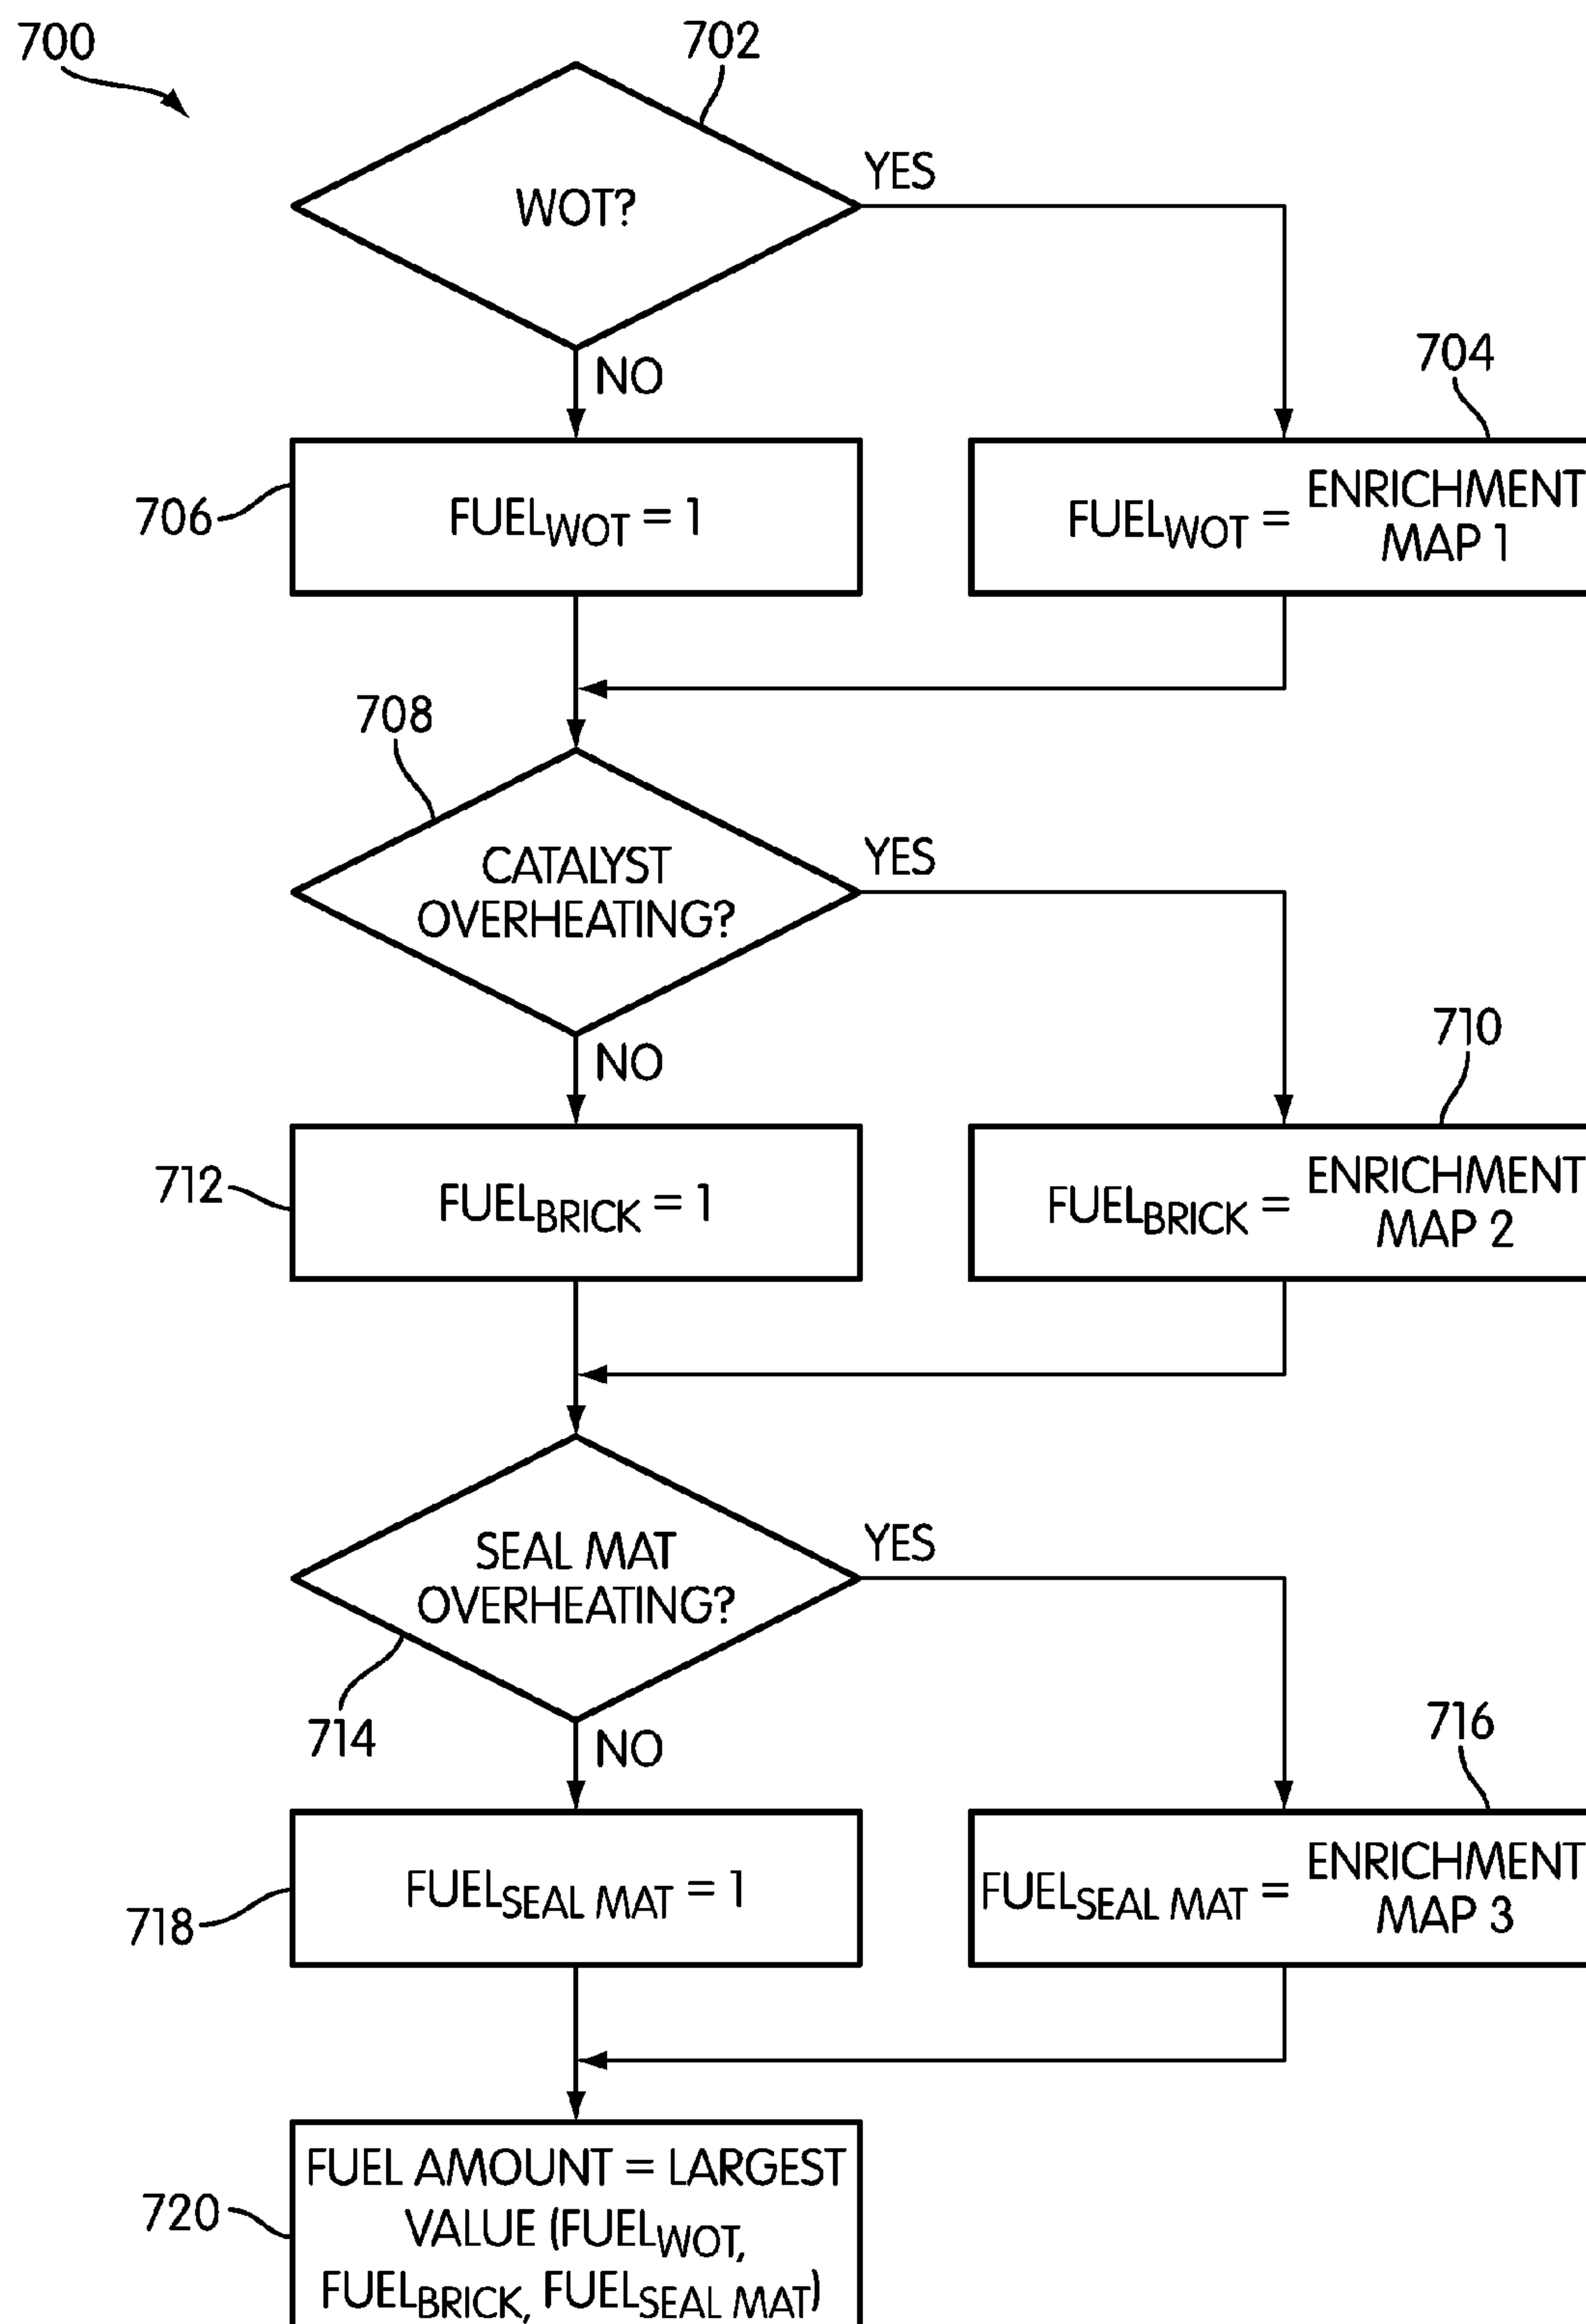 700
702
WOT?
YES
NO
704
706
FUELWOT = 1
FUELWOT = ENRICHMENT
MAP 1
708
CATALYST
OVERHEATING?
YES
NO
710
712
FUELBRICK = 1
FUELBRICK = ENRICHMENT
MAP 2
SEAL MAT
OVERHEATING?
YES
714
NO
716
718
FUELSEAL MAT = 1
FUELSEAL MAT = ENRICHMENT
MAP 3
720
FUEL AMOUNT = LARGEST
VALUE (FUELWOT,
FUELBRICK, FUELSEAL MAT)